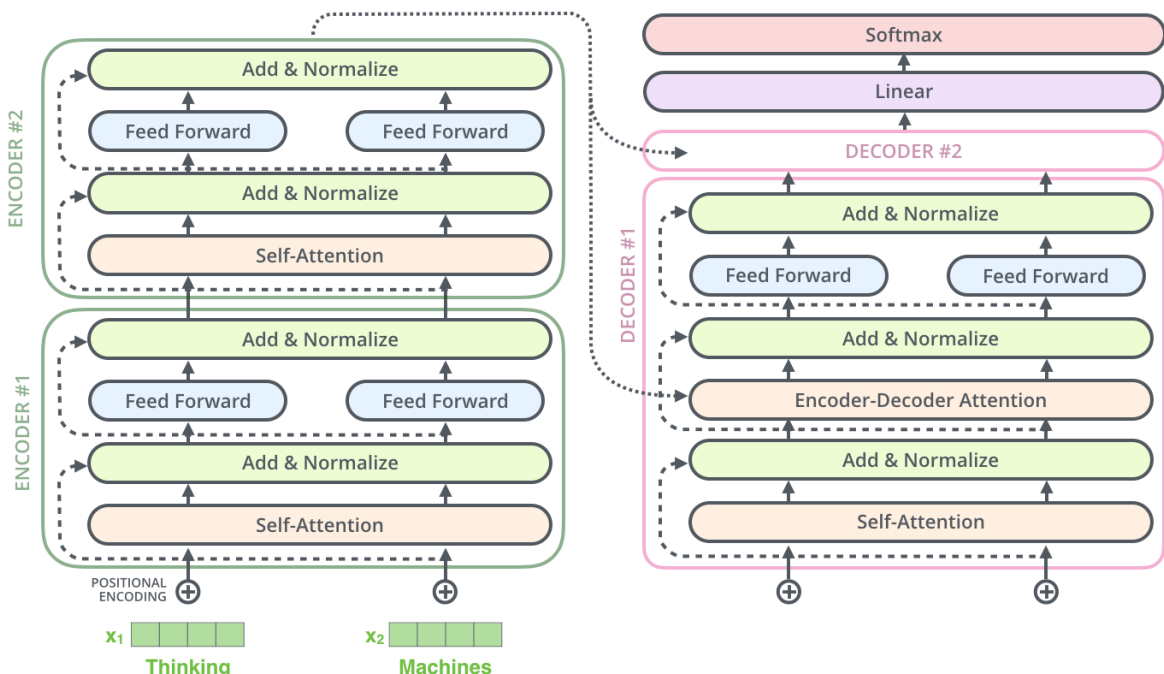 ENCODER #2
Add & Normalize
Feed Forward
Feed Forward
Add & Normalize
Self-Attention
ENCODER #1
Add & Normalize
Feed Forward
Feed Forward
Add & Normalize
Self-Attention
POSITIONAL
ENCODING
x1
x2
Thinking
Machines
Softmax
Linear
DECODER #2
DECODER #1
Add & Normalize
Feed Forward
Feed Forward
Add & Normalize
Encoder-Decoder Attention
Add & Normalize
Self-Attention